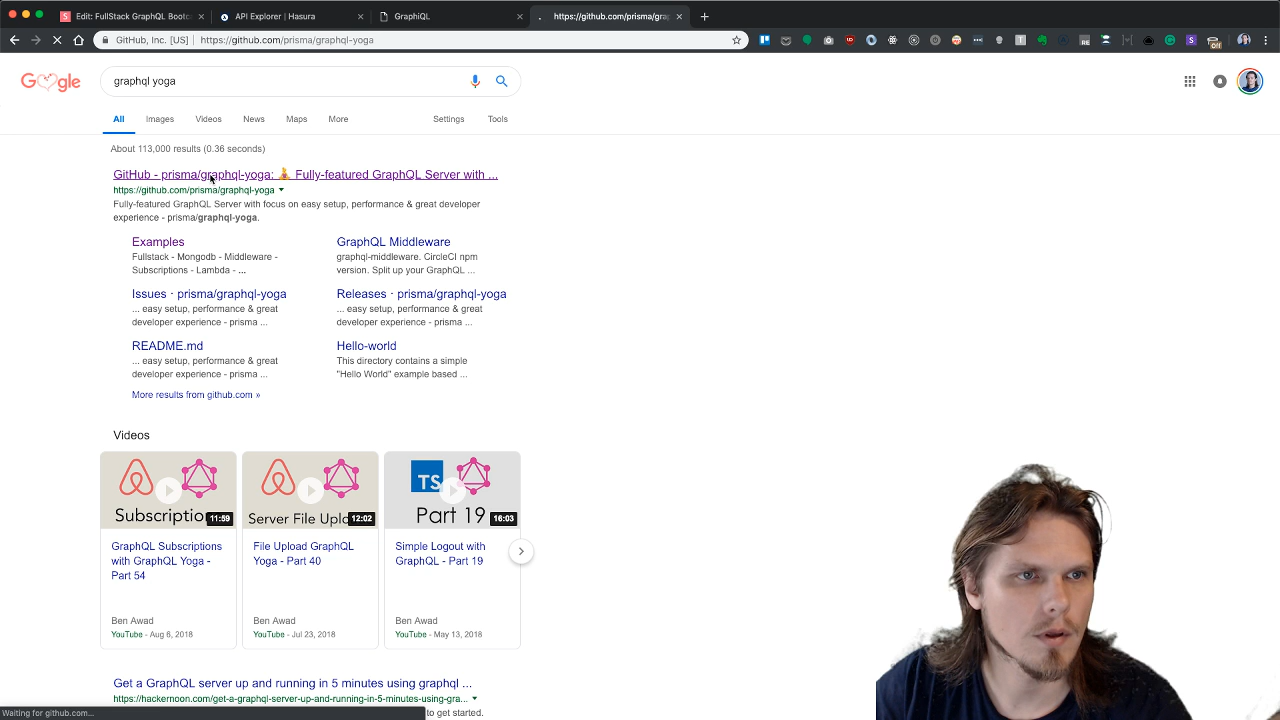 Edit: FullStack GraphQL Bootc
API Explorer | Hasura
GraphiQL
https://github.com/prisma/grap
GitHub, Inc. [US]
https://github.com/prisma/graphql-yoga
Google
graphql yoga
All
Images
Videos
News
Maps
More
Settings
Tools
About 113,000 results (0.36 seconds)
GitHub - prisma/graphql-yoga: 🧘 Fully-featured GraphQL Server with ...
https://github.com/prisma/graphql-yoga
Fully-featured GraphQL Server with focus on easy setup, performance & great developer
experience - prisma/graphql-yoga.
Examples
Fullstack - Mongodb - Middleware -
Subscriptions - Lambda - ...
GraphQL Middleware
graphql-middleware. CircleCI npm
version. Split up your GraphQL ...
Issues · prisma/graphql-yoga
... easy setup, performance & great
developer experience - prisma ...
Releases · prisma/graphql-yoga
... easy setup, performance & great
developer experience - prisma ...
README.md
... easy setup, performance & great
developer experience - prisma ...
Hello-world
This directory contains a simple
"Hello World" example based ...
More results from github.com »
Videos
Subscription
11:59
Server File Uplo
12:02
TS
Part 19
16:03
GraphQL Subscriptions
with GraphQL Yoga -
Part 54
File Upload GraphQL
Yoga - Part 40
Simple Logout with
GraphQL - Part 19
Ben Awad
YouTube - Aug 6, 2018
Ben Awad
YouTube - Jul 23, 2018
Ben Awad
YouTube - May 13, 2018
Get a GraphQL server up and running in 5 minutes using graphql ...
https://hackernoon.com/get-a-graphql-server-up-and-running-in-5-minutes-using-gra...
to get started.
Waiting for github.com...